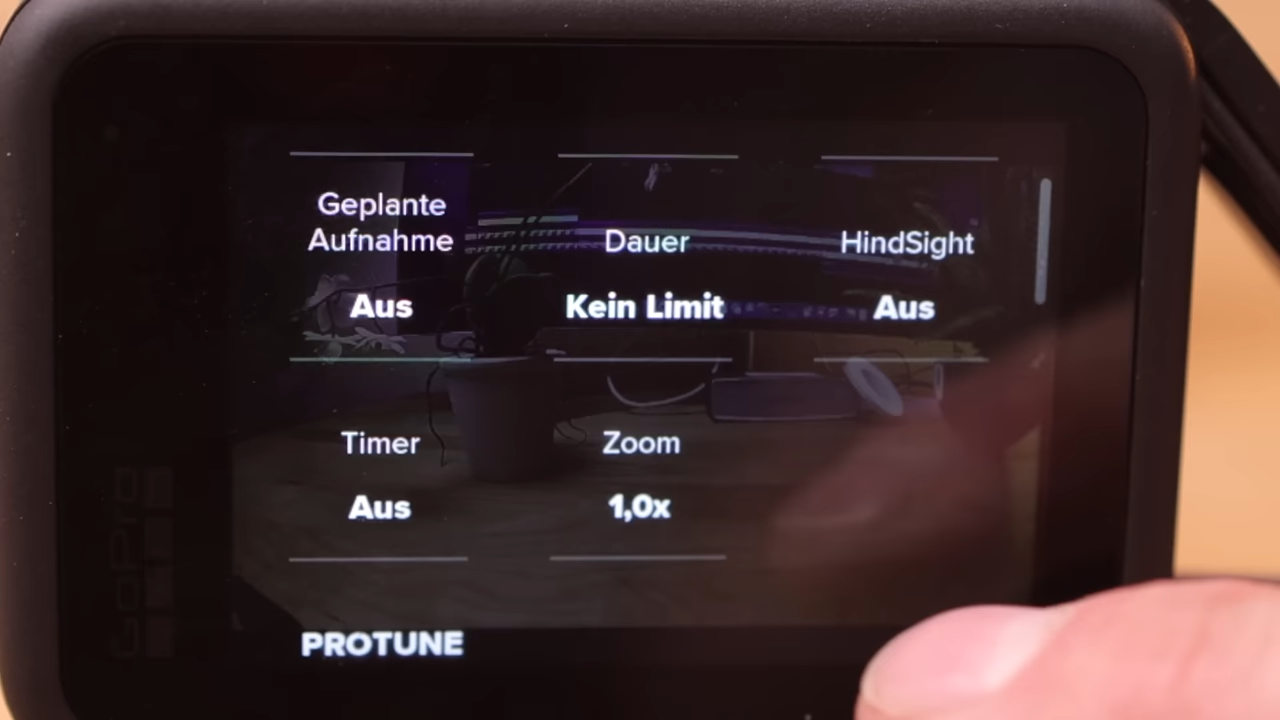 Geplante
Aufnahme
Aus
Dauer
Kein Limit
HindSight
Aus
Timer
Aus
Zoom
1,0x
PROTUNE
GoPro